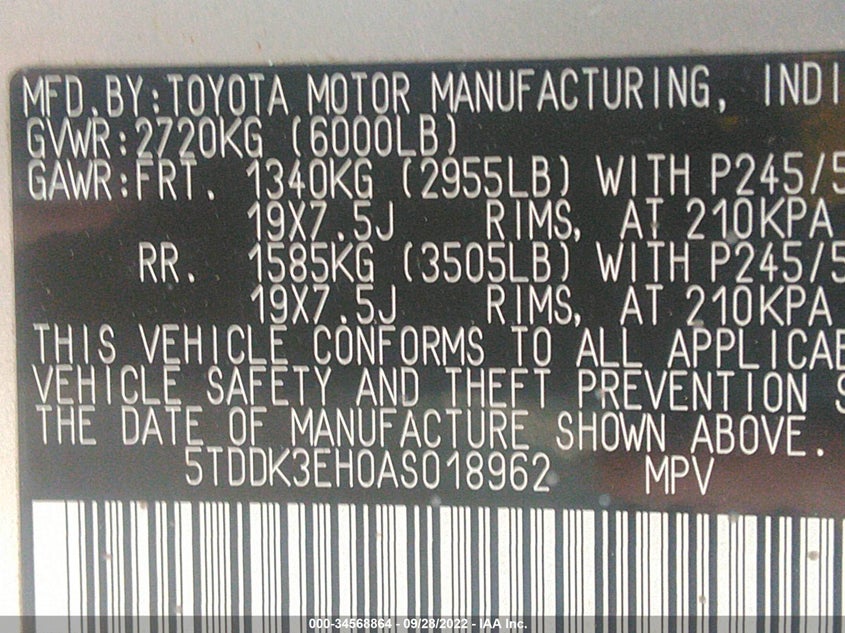 MFD.BY:TOYOTA MOTOR MANUFACTURING, INDI
GVWR:2720KG (6000LB)
GAWR:FRT. 1340KG (2955LB) WITH P245/5
19X7.5J RIMS, AT 210KPA
RR. 1585KG (3505LB) WITH P245/5
19X7.5J RIMS, AT 210KPA
THIS VEHICLE CONFORMS TO ALL APPLICAB
VEHICLE SAFETY AND THEFT PREVENTION S
THE DATE OF MANUFACTURE SHOWN ABOVE.
5TDDK3EH0AS018962 MPV
000-34568864 - 09/28/2022 - IAA Inc.